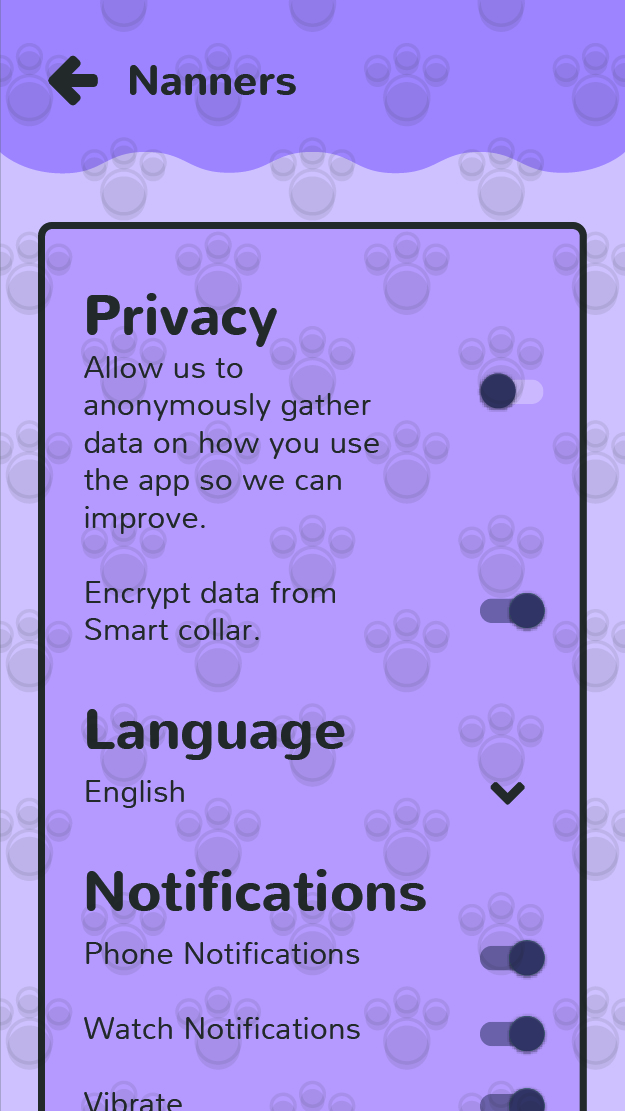 Nanners
Privacy
Allow us to
anonymously gather
data on how you use
the app so we can
improve.
Encrypt data from
Smart collar.
Language
English
Notifications
Phone Notifications
Watch Notifications
Vibrate